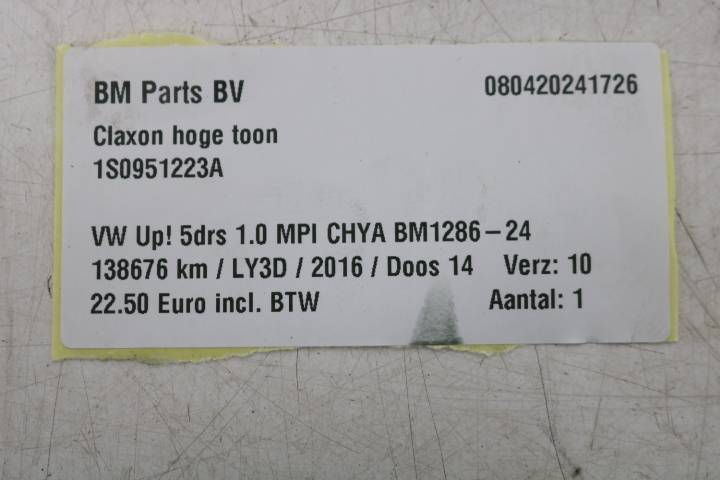 BM Parts BV 080420241726
Claxon hoge toon
1S0951223A
VW Up! 5drs 1.0 MPI CHYA BM1286-24
138676 km / LY3D / 2016 / Doos 14 Verz: 10
22.50 Euro incl. BTW Aantal: 1